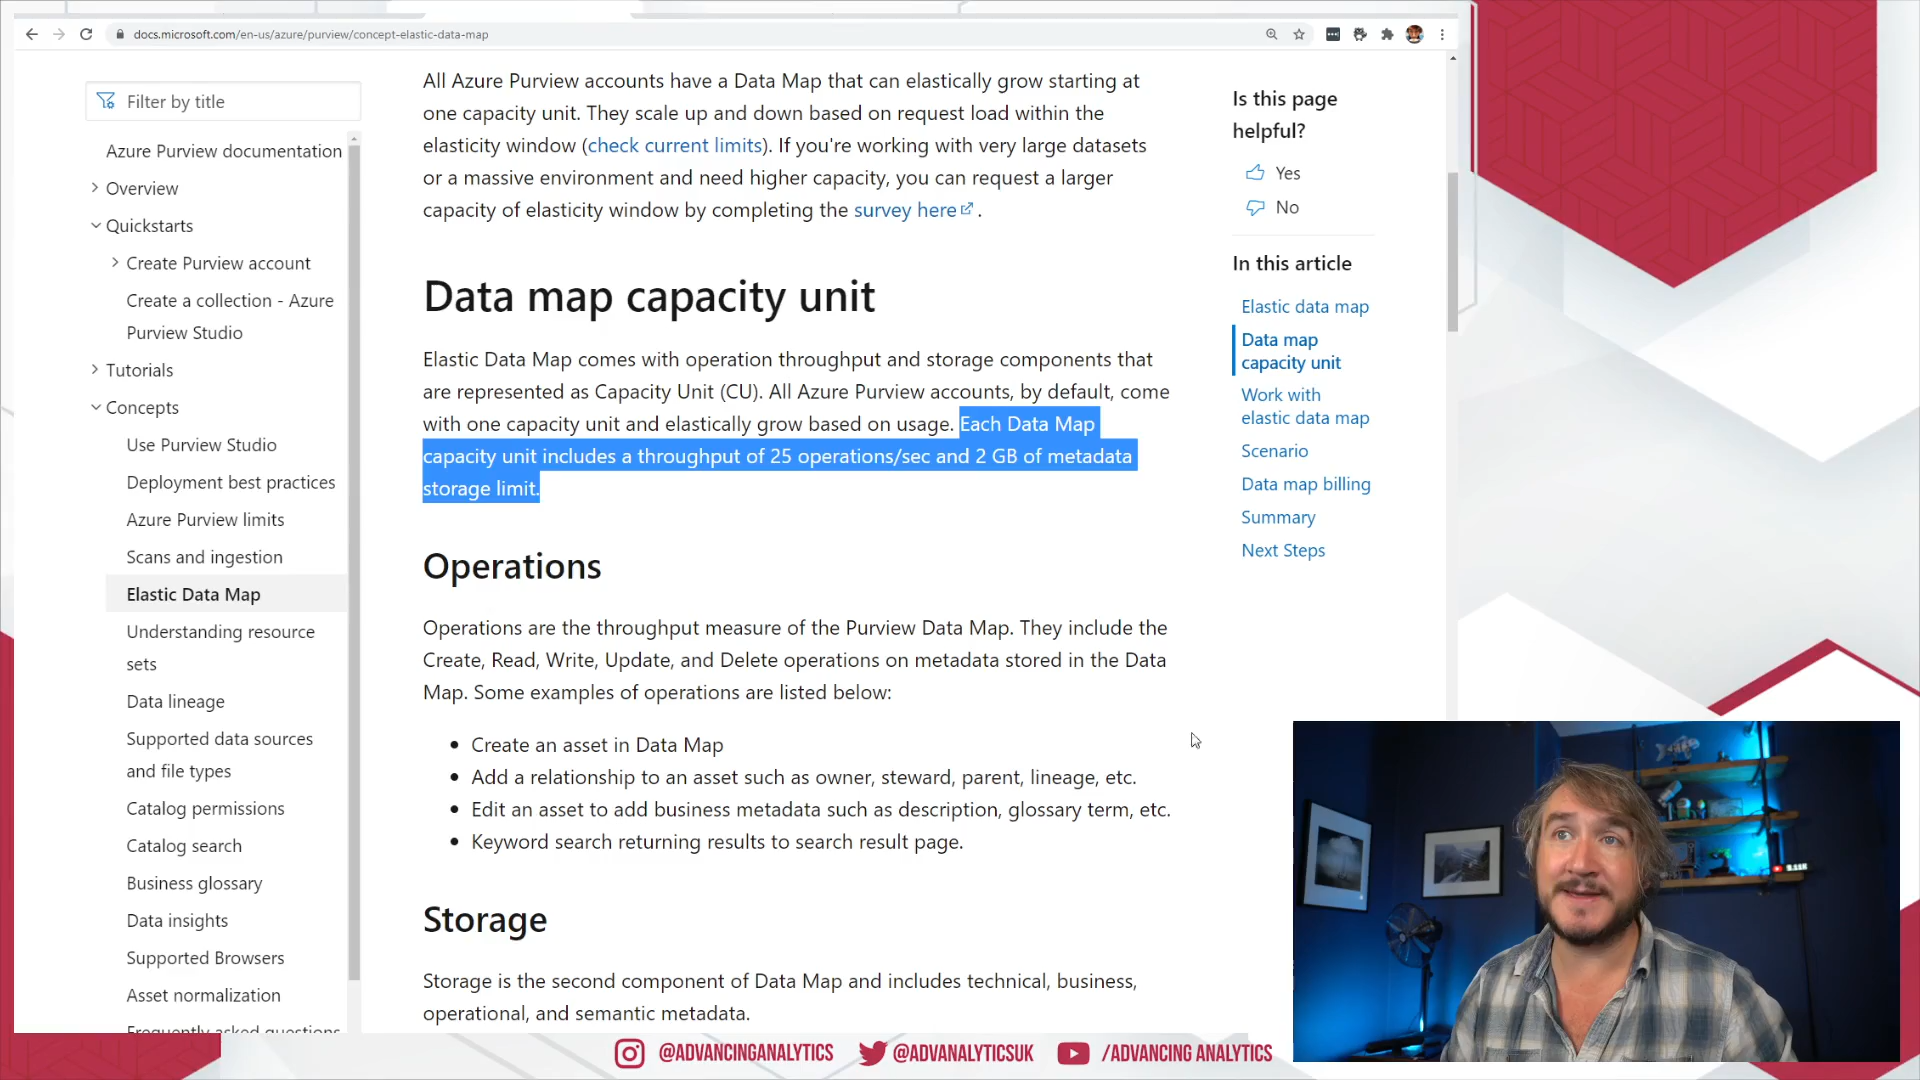 docs.microsoft.com/en-us/azure/purview/concept-elastic-data-map
Filter by title
Azure Purview documentation
Overview
Quickstarts
Create Purview account
Create a collection - Azure
Purview Studio
Tutorials
Concepts
Use Purview Studio
Deployment best practices
Azure Purview limits
Scans and ingestion
Elastic Data Map
Understanding resource
sets
Data lineage
Supported data sources
and file types
Catalog permissions
Catalog search
Business glossary
Data insights
Supported Browsers
Asset normalization
Frequently asked questions
All Azure Purview accounts have a Data Map that can elastically grow starting at
one capacity unit. They scale up and down based on request load within the
elasticity window (check current limits). If you're working with very large datasets
or a massive environment and need higher capacity, you can request a larger
capacity of elasticity window by completing the survey here .
Data map capacity unit
Elastic Data Map comes with operation throughput and storage components that
are represented as Capacity Unit (CU). All Azure Purview accounts, by default, come
with one capacity unit and elastically grow based on usage. Each Data Map
capacity unit includes a throughput of 25 operations/sec and 2 GB of metadata
storage limit.
Operations
Operations are the throughput measure of the Purview Data Map. They include the
Create, Read, Write, Update, and Delete operations on metadata stored in the Data
Map. Some examples of operations are listed below:
• Create an asset in Data Map
• Add a relationship to an asset such as owner, steward, parent, lineage, etc.
• Edit an asset to add business metadata such as description, glossary term, etc.
• Keyword search returning results to search result page.
Storage
Storage is the second component of Data Map and includes technical, business,
operational, and semantic metadata.
Is this page
helpful?
Yes
No
In this article
Elastic data map
Data map
capacity unit
Work with
elastic data map
Scenario
Data map billing
Summary
Next Steps
@ADVANCINGANALYTICS
@ADVANALYTICSUK
/ADVANCING ANALYTICS